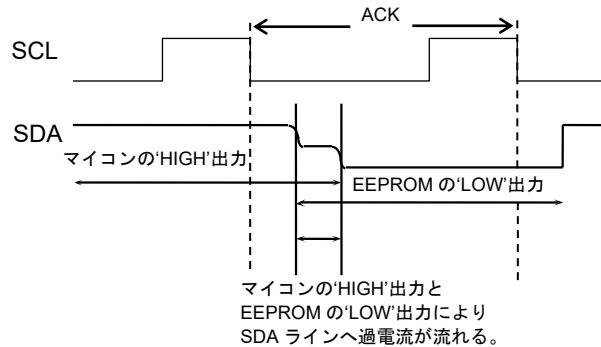 ACK
SCL
SDA
マイコンの‘HIGH’出力
EEPROM の‘LOW’出力
マイコンの‘HIGH’出力と
EEPROM の‘LOW’出力により
SDA ラインへ過電流が流れる。